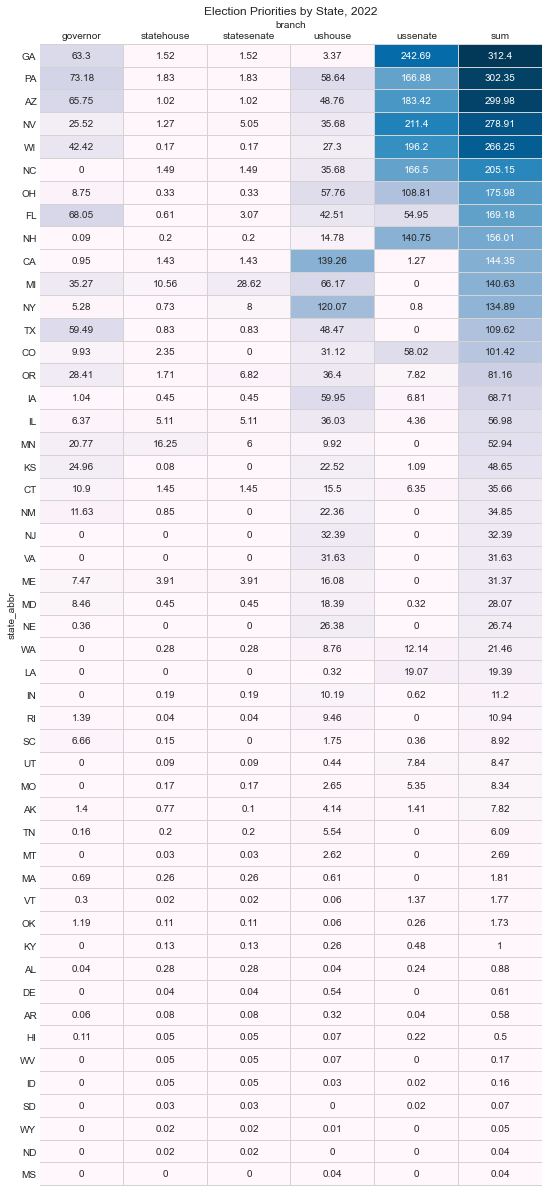 Election Priorities by State, 2022
branch
governor statehouse statesenate ushouse ussenate sum
state_abbr
GA 63.3 1.52 1.52 3.37 242.69 312.4
PA 73.18 1.83 1.83 58.64 166.88 302.35
AZ 65.75 1.02 1.02 48.76 183.42 299.98
NV 25.52 1.27 5.05 35.68 211.4 278.91
WI 42.42 0.17 0.17 27.3 196.2 266.25
NC 0 1.49 1.49 35.68 166.5 205.15
OH 8.75 0.33 0.33 57.76 108.81 175.98
FL 68.05 0.61 3.07 42.51 54.95 169.18
NH 0.09 0.2 0.2 14.78 140.75 156.01
CA 0.95 1.43 1.43 139.26 1.27 144.35
MI 35.27 10.56 28.62 66.17 0 140.63
NY 5.28 0.73 8 120.07 0.8 134.89
TX 59.49 0.83 0.83 48.47 0 109.62
CO 9.93 2.35 0 31.12 58.02 101.42
OR 28.41 1.71 6.82 36.4 7.82 81.16
IA 1.04 0.45 0.45 59.95 6.81 68.71
IL 6.37 5.11 5.11 36.03 4.36 56.98
MN 20.77 16.25 6 9.92 0 52.94
KS 24.96 0.08 0 22.52 1.09 48.65
CT 10.9 1.45 1.45 15.5 6.35 35.66
NM 11.63 0.85 0 22.36 0 34.85
NJ 0 0 0 32.39 0 32.39
VA 0 0 0 31.63 0 31.63
ME 7.47 3.91 3.91 16.08 0 31.37
MD 8.46 0.45 0.45 18.39 0.32 28.07
NE 0.36 0 0 26.38 0 26.74
WA 0 0.28 0.28 8.76 12.14 21.46
LA 0 0 0 0.32 19.07 19.39
IN 0 0.19 0.19 10.19 0.62 11.2
RI 1.39 0.04 0.04 9.46 0 10.94
SC 6.66 0.15 0 1.75 0.36 8.92
UT 0 0.09 0.09 0.44 7.84 8.47
MO 0 0.17 0.17 2.65 5.35 8.34
AK 1.4 0.77 0.1 4.14 1.41 7.82
TN 0.16 0.2 0.2 5.54 0 6.09
MT 0 0.03 0.03 2.62 0 2.69
MA 0.69 0.26 0.26 0.61 0 1.81
VT 0.3 0.02 0.02 0.06 1.37 1.77
OK 1.19 0.11 0.11 0.06 0.26 1.73
KY 0 0.13 0.13 0.26 0.48 1
AL 0.04 0.28 0.28 0.04 0.24 0.88
DE 0 0.04 0.04 0.54 0 0.61
AR 0.06 0.08 0.08 0.32 0.04 0.58
HI 0.11 0.05 0.05 0.07 0.22 0.5
WV 0 0.05 0.05 0.07 0 0.17
ID 0 0.05 0.05 0.03 0.02 0.16
SD 0 0.03 0.03 0 0.02 0.07
WY 0 0.02 0.02 0.01 0 0.05
ND 0 0.02 0.02 0 0 0.04
MS 0 0 0 0.04 0 0.04